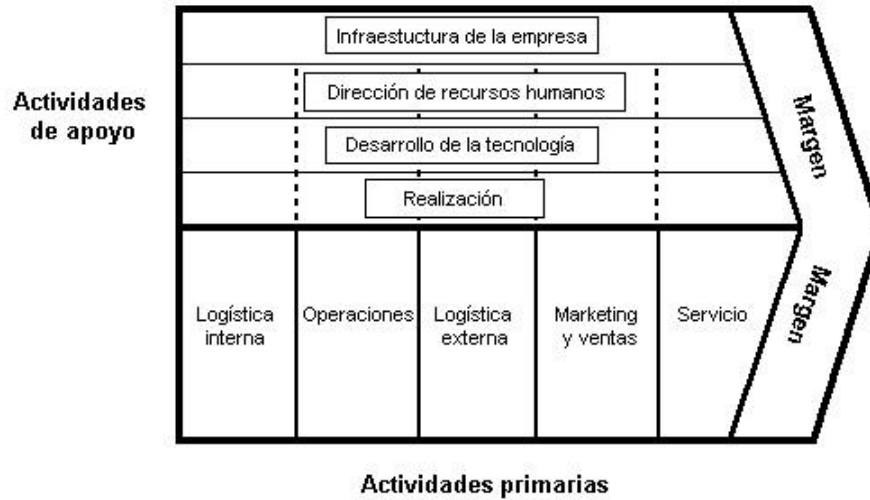 Infraestuctura de la empresa
Actividades
de apoyo
Dirección de recursos humanos
Desarrollo de la tecnología
Realización
Margen
Logística
interna
Operaciones
Logística
externa
Marketing
y ventas
Servicio
Margen
Actividades primarias